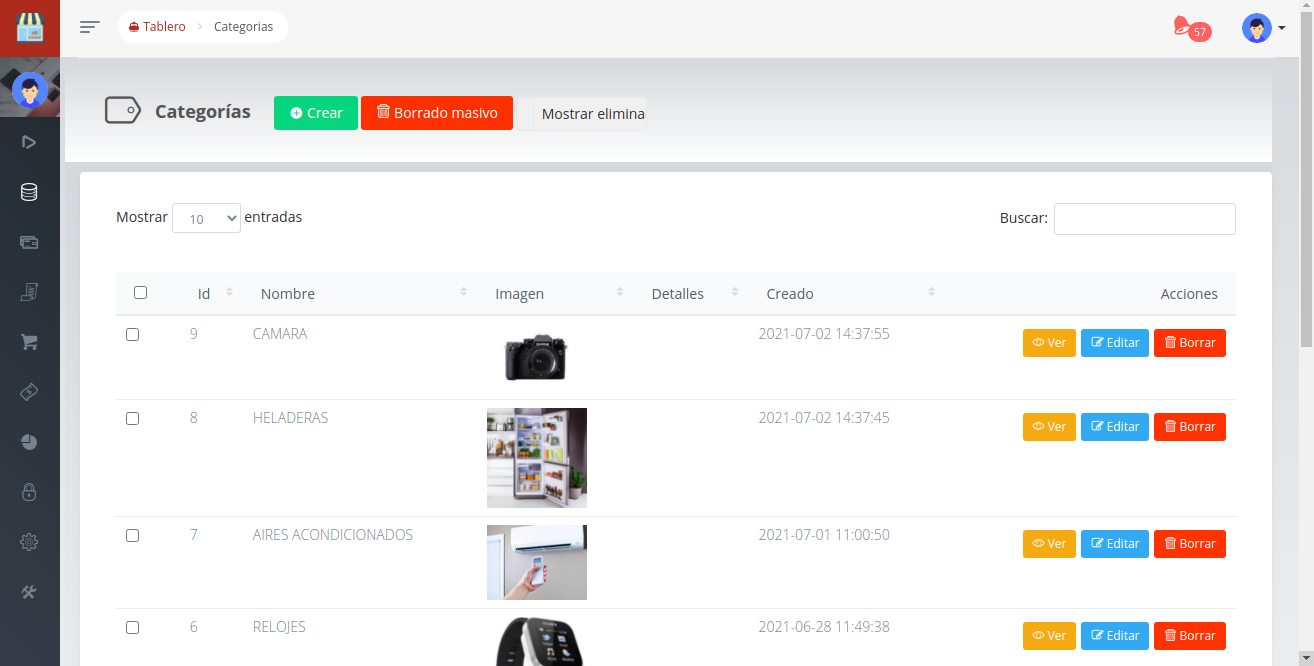 Tablero Categorias
57
Categorías
Crear
Borrado masivo
Mostrar elimina
Mostrar 10 entradas
Buscar:
Id Nombre Imagen Detalles Creado Acciones
9 CAMARA 2021-07-02 14:37:55 Ver Editar Borrar
8 HELADERAS 2021-07-02 14:37:45 Ver Editar Borrar
7 AIRES ACONDICIONADOS 2021-07-01 11:00:50 Ver Editar Borrar
6 RELOJES 2021-06-28 11:49:38 Ver Editar Borrar